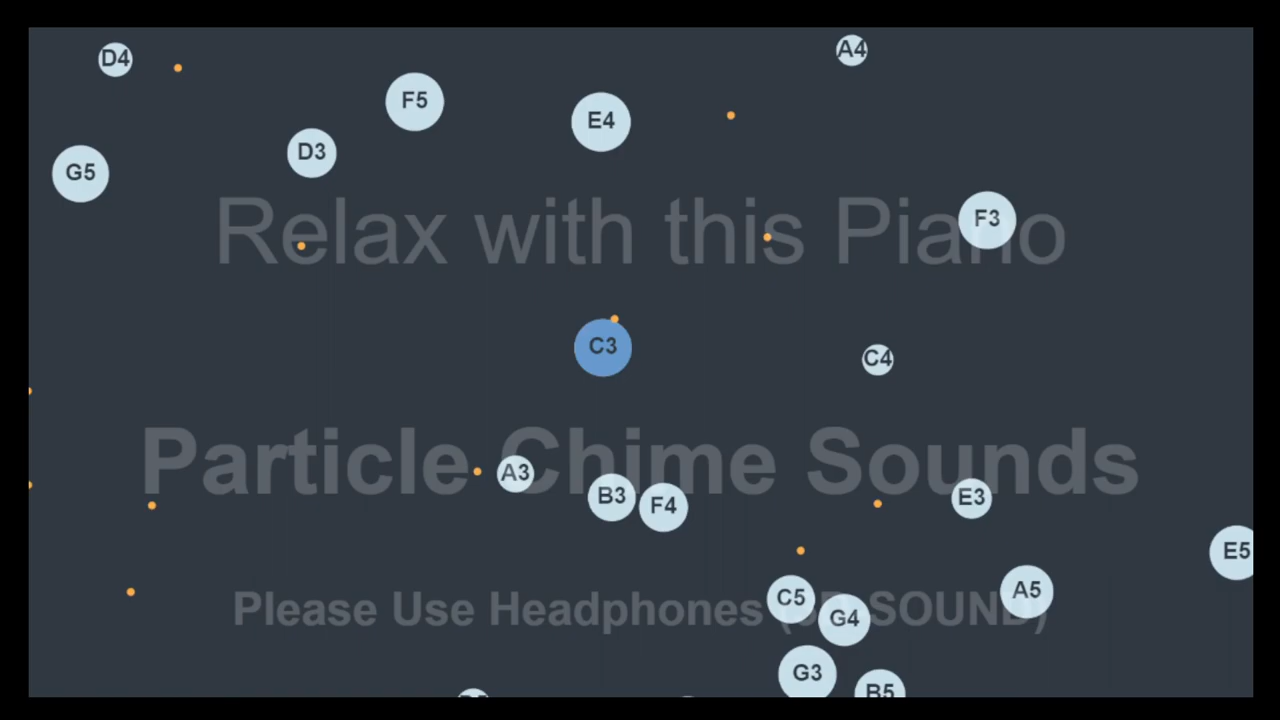 D4
A4
F5
E4
D3
G5
F3
Relax with this Piano
C3
C4
Particle Chime Sounds
A3
B3
F4
E3
E5
A5
C5
G4
Please Use Headphones SOUND)
G3
B5